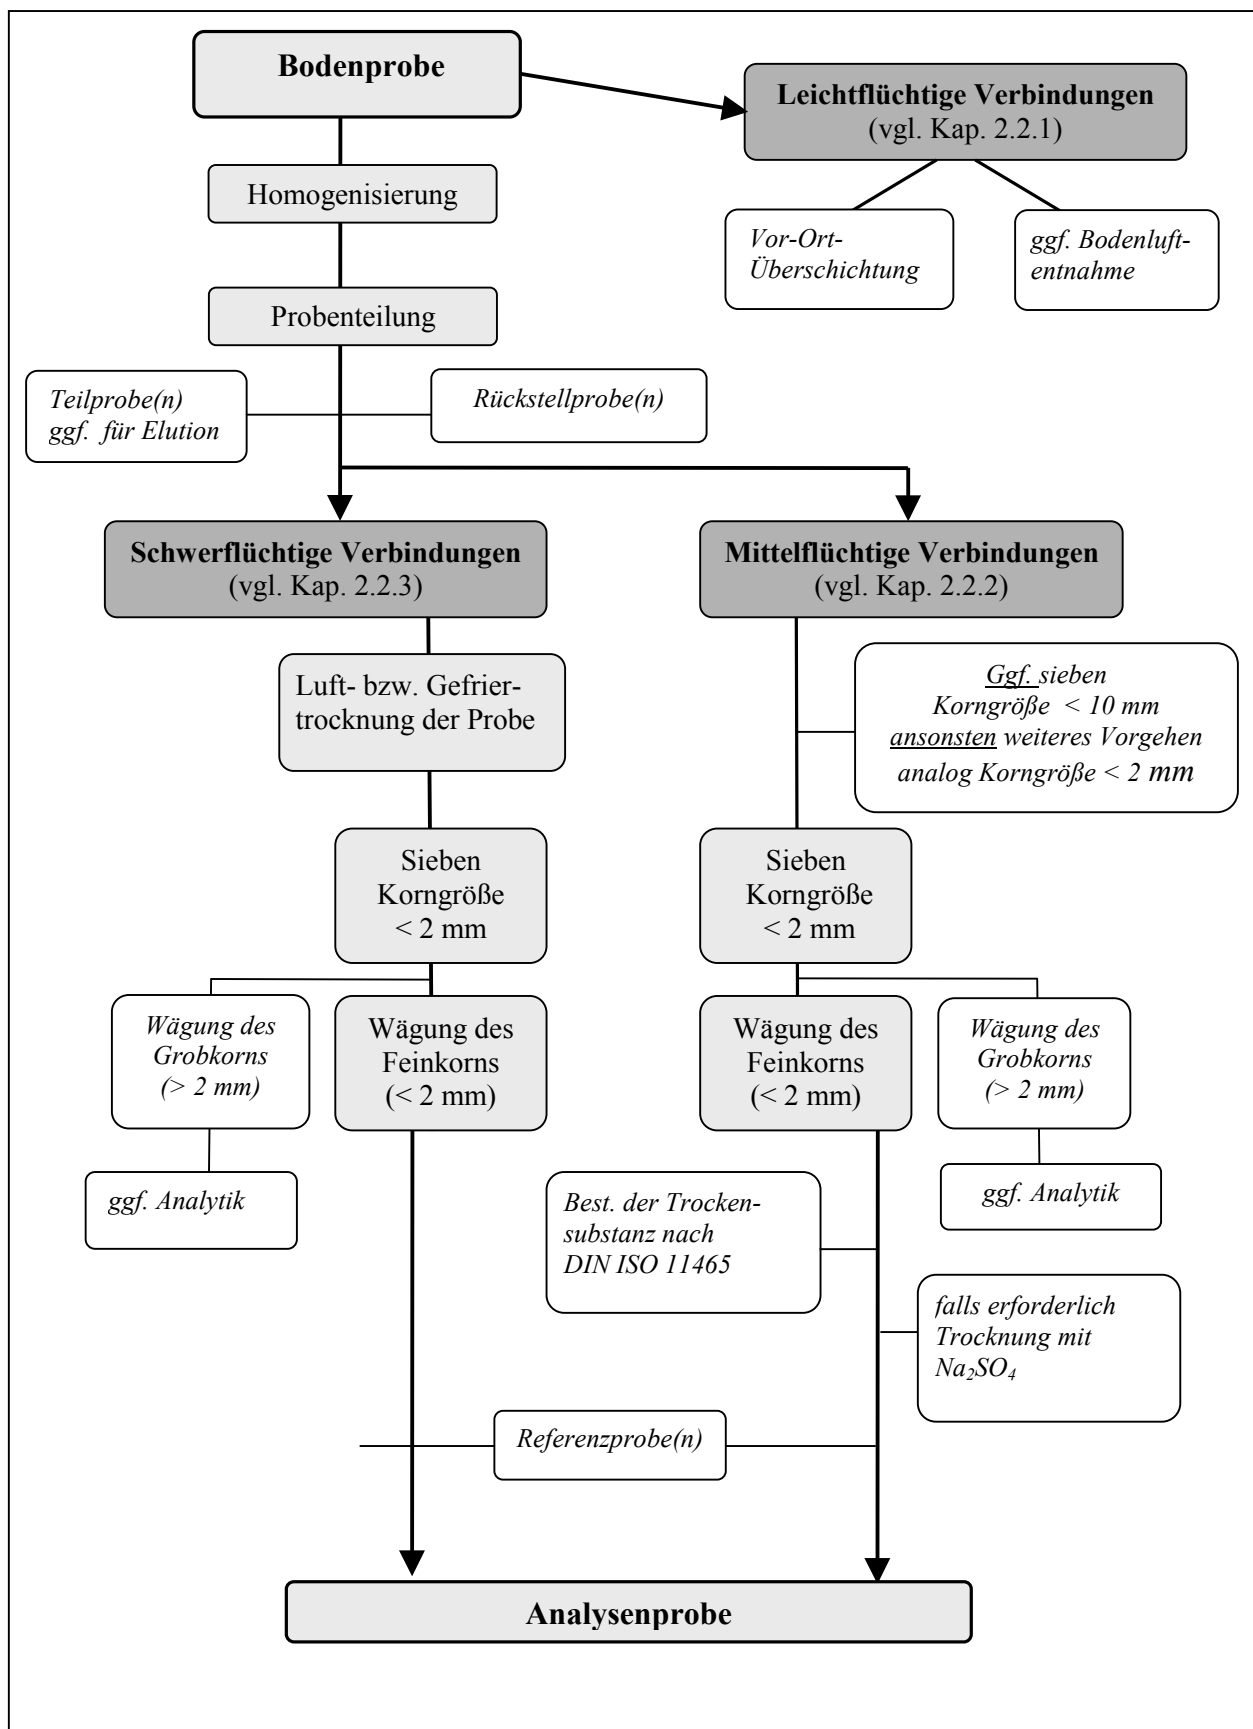 Bodenprobe
Leichtflüchtige Verbindungen
(vgl. Kap. 2.2.1)
Homogenisierung
Vor-Ort-
Überschichtung
ggf. Bodenluft-
entnahme
Probenteilung
Teilprobe(n)
ggf. für Elution
Rückstellprobe(n)
Schwerflüchtige Verbindungen
(vgl. Kap. 2.2.3)
Mittelflüchtige Verbindungen
(vgl. Kap. 2.2.2)
Luft- bzw. Gefrier-
trocknung der Probe
Ggf. sieben
Korngröße < 10 mm
ansonsten weiteres Vorgehen
analog Korngröße < 2 mm
Sieben
Korngröße
< 2 mm
Sieben
Korngröße
< 2 mm
Wägung des
Grobkorns
(> 2 mm)
Wägung des
Feinkorns
(< 2 mm)
Wägung des
Feinkorns
(< 2 mm)
Wägung des
Grobkorns
(> 2 mm)
ggf. Analytik
Best. der Trocken-
substanz nach
DIN ISO 11465
ggf. Analytik
falls erforderlich
Trocknung mit
Na₂SO₄
Referenzprobe(n)
Analysenprobe